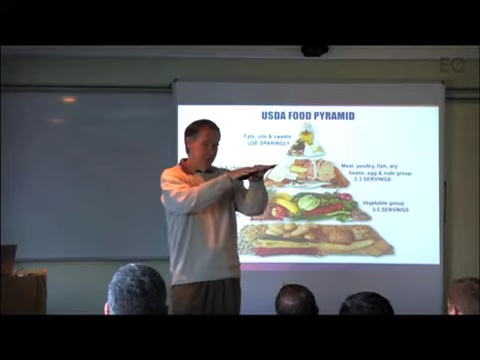 EO
USDA FOOD PYRAMID
Fats, oils & sweets
USE SPARINGLY
Meat, poultry, fish, dry
beans, egg & nuts group
2-3 SERVINGS
Vegetable group
3-5 SERVINGS